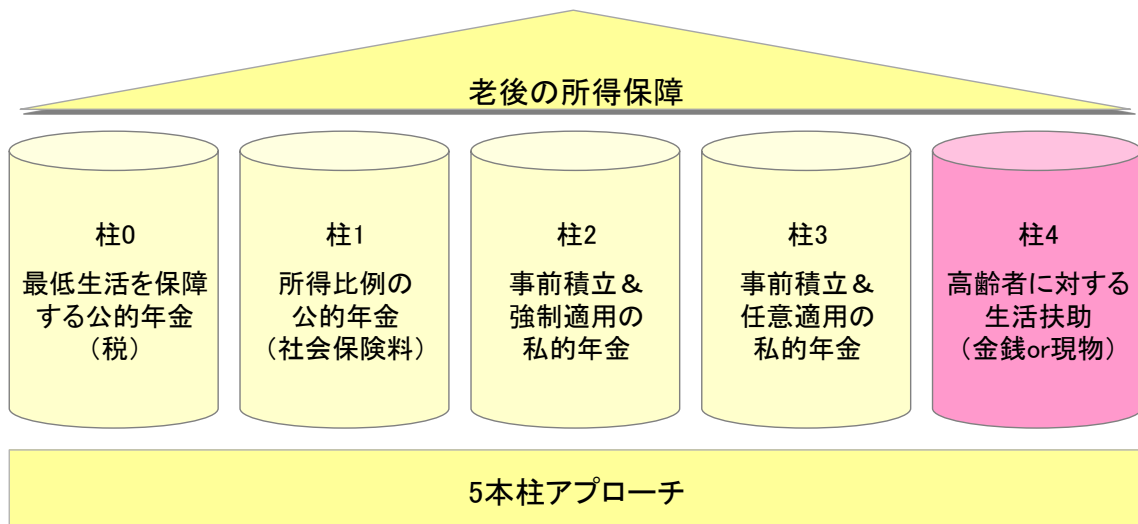 老後の所得保障
柱0
最低生活を保障
する公的年金
（税）
柱1
所得比例の
公的年金
（社会保険料）
柱2
事前積立＆
強制適用の
私的年金
柱3
事前積立＆
任意適用の
私的年金
柱4
高齢者に対する
生活扶助
（金銭or現物）
5本柱アプローチ